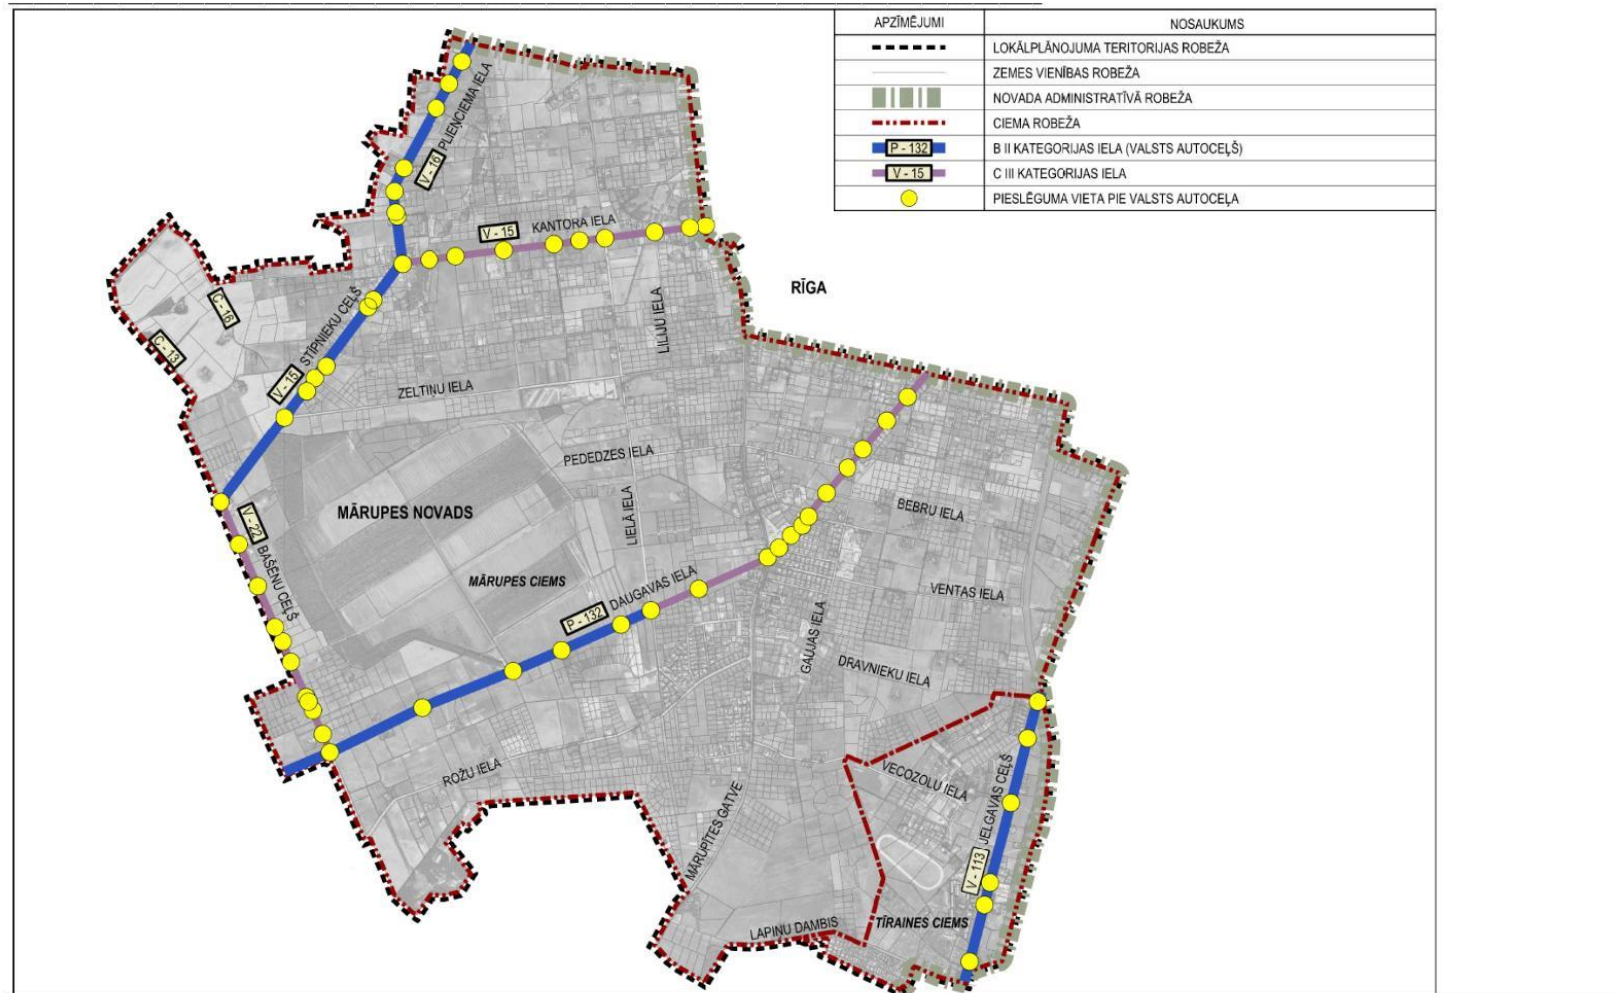 APZĪMĒJUMI
NOSAUKUMS
LOKĀLPLĀNOJUMA TERITORIJAS ROBEŽA
ZEMES VIENĪBAS ROBEŽA
NOVADA ADMINISTRATĪVĀ ROBEŽA
CIEMA ROBEŽA
P - 132
B II KATEGORIJAS IELA (VALSTS AUTOCEĻŠ)
V - 15
C III KATEGORIJAS IELA
PIESLĒGUMA VIETA PIE VALSTS AUTOCEĻA
PLIEŅCIEMA IELA
V - 16
V - 15
KANTORA IELA
RĪGA
C - 16
C - 13
STĪPNIEKU CEĻŠ
V - 15
LILIJU IELA
ZELTIŅU IELA
PEDEDZES IELA
MĀRUPES NOVADS
LIELĀ IELA
BEBRU IELA
V - 22
BAŠĒNU CEĻŠ
MĀRUPES CIEMS
DAUGAVAS IELA
P - 132
VENTAS IELA
GAUJAS IELA
DRAVNIEKU IELA
ROŽU IELA
VECOZOLU IELA
JELGAVAS CEĻŠ
MĀRUPĪTES GATVE
V - 113
LAPIŅU DAMBIS
TĪRAINES CIEMS